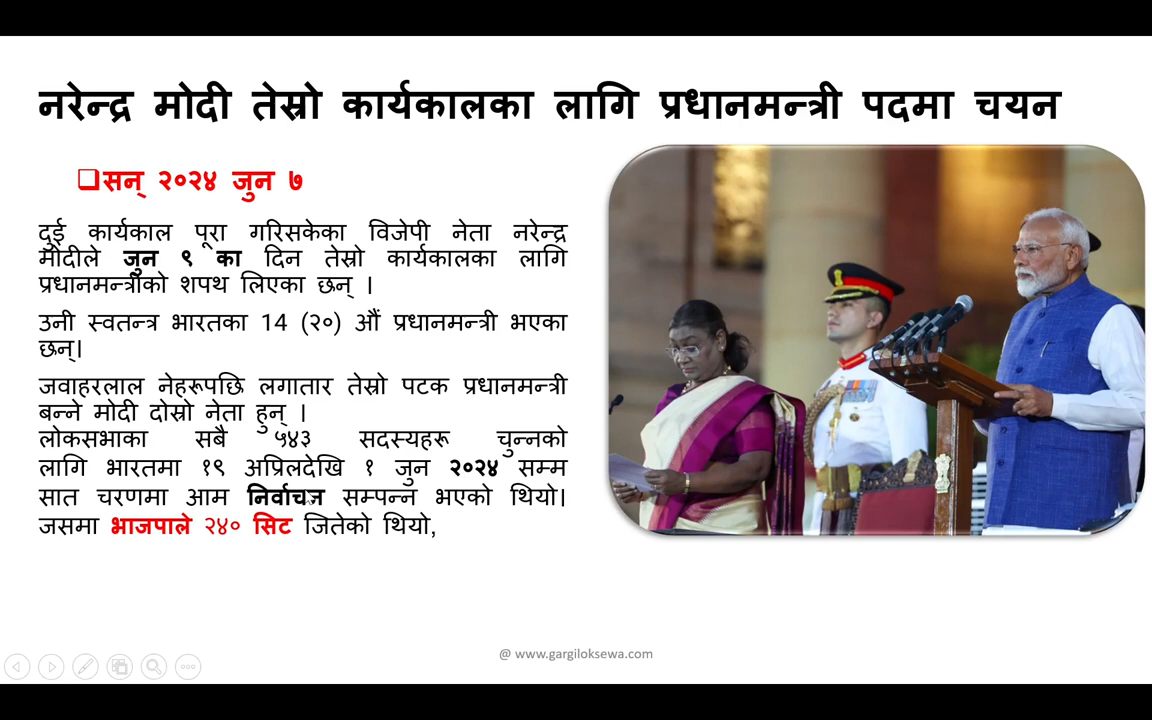 नरेन्द्र मोदी तेस्रो कार्यकालका लागि प्रधानमन्त्री पदमा चयन
❑सन् २०२४ जुन ७
दुई कार्यकाल पूरा गरिसकेका विजेपी नेता नरेन्द्र
मोदीले जुन ९ का दिन तेस्रो कार्यकालका लागि
प्रधानमन्त्रीको शपथ लिएका छन् ।
उनी स्वतन्त्र भारतका 14 (२०) औं प्रधानमन्त्री भएका
छन्।
जवाहरलाल नेहरूपछि लगातार तेस्रो पटक प्रधानमन्त्री
बन्ने मोदी दोस्रो नेता हुन् ।
लोकसभाका सबै ५४३ सदस्यहरू चुन्नको
लागि भारतमा १९ अप्रिलदेखि १ जुन २०२४ सम्म
सात चरणमा आम निर्वाचन सम्पन्न भएको थियो।
जसमा भाजपाले २४० सिट जितेको थियो,
@ www.gargiloksewa.com